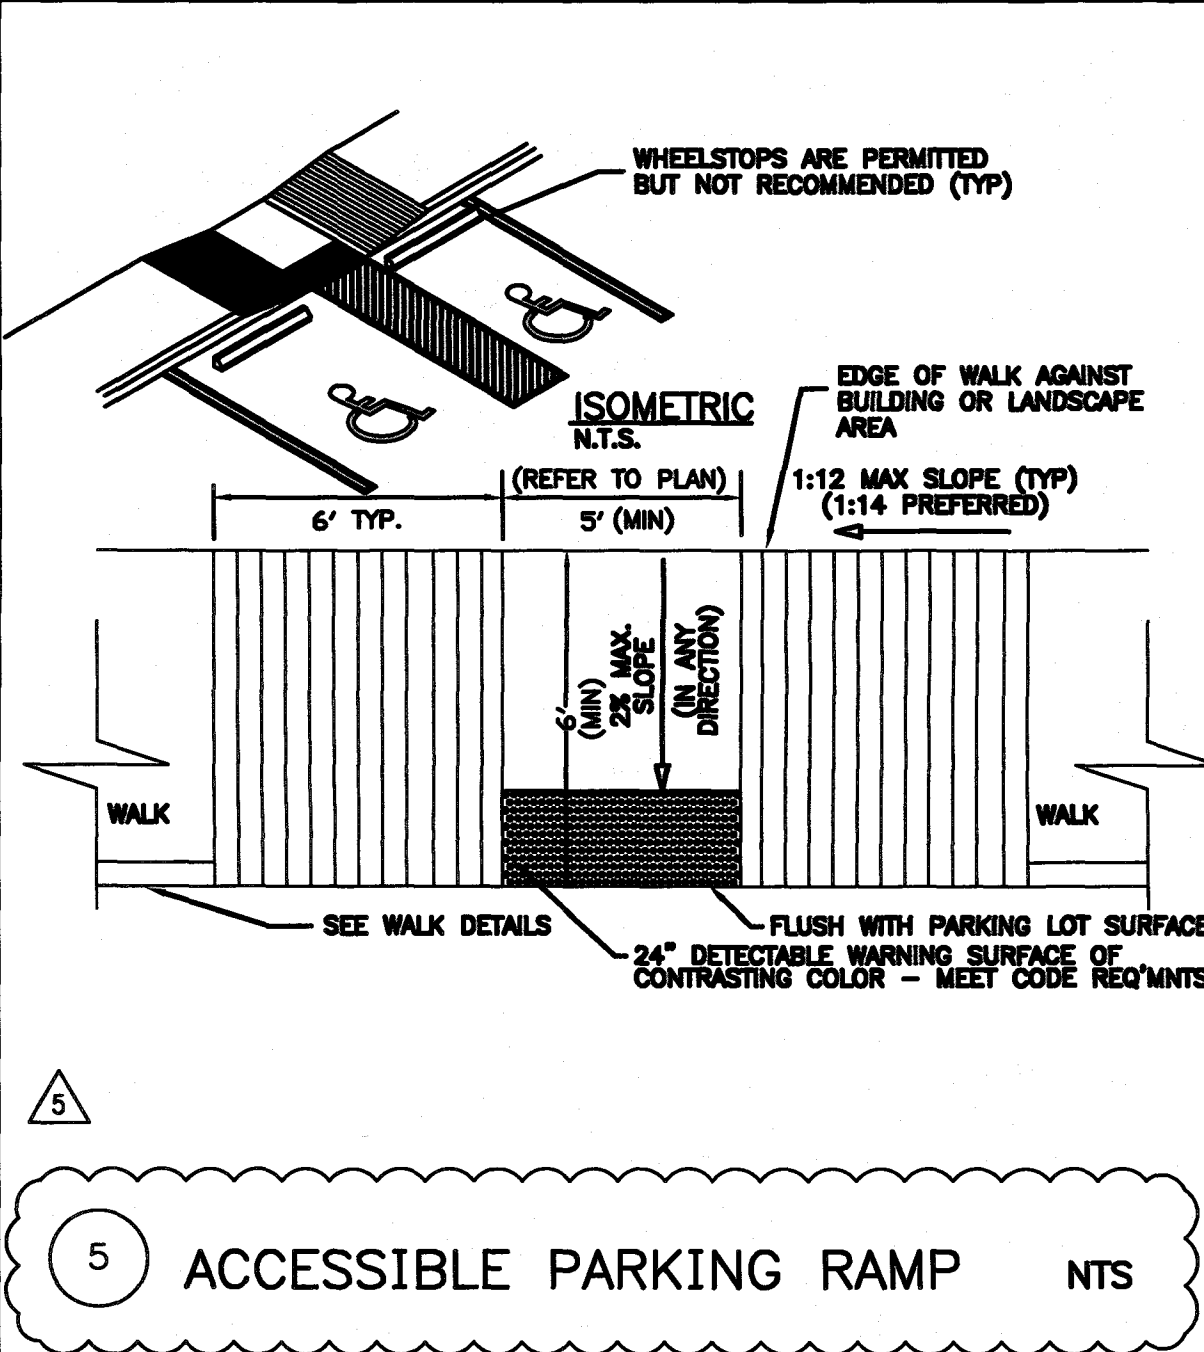 WHEELSTOPS ARE PERMITTED
BUT NOT RECOMMENDED (TYP)
ISOMETRIC
N.T.S.
EDGE OF WALK AGAINST
BUILDING OR LANDSCAPE
AREA
(REFER TO PLAN)
1:12 MAX SLOPE (TYP)
(1:14 PREFERRED)
6' TYP.
5' (MIN)
6'
(MIN)
2% MAX.
SLOPE
(IN ANY
DIRECTION)
WALK
WALK
SEE WALK DETAILS
FLUSH WITH PARKING LOT SURFACE
24" DETECTABLE WARNING SURFACE OF
CONTRASTING COLOR – MEET CODE REQ'MNTS
5
5
ACCESSIBLE PARKING RAMP
NTS